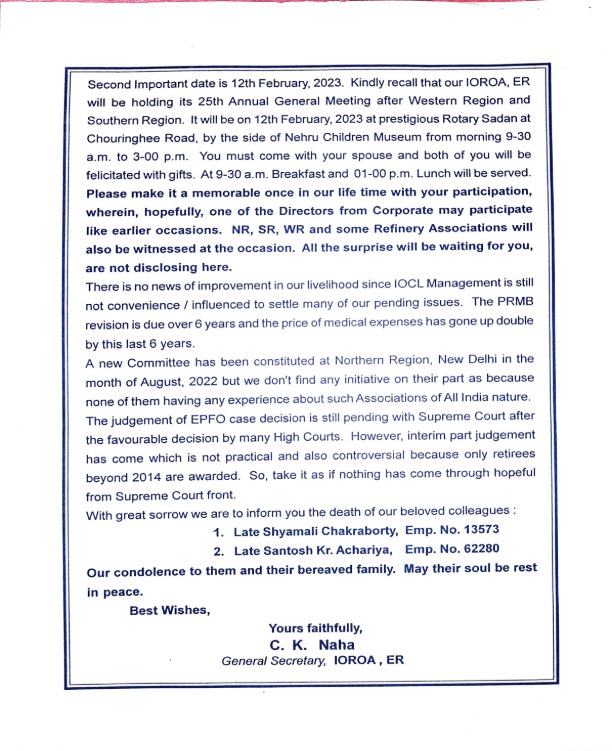 Second Important date is 12th February, 2023. Kindly recall that our IOROA, ER
will be holding its 25th Annual General Meeting after Western Region and
Southern Region. It will be on 12th February, 2023 at prestigious Rotary Sadan at
Chouringhee Road, by the side of Nehru Children Museum from morning 9-30
a.m. to 3-00 p.m. You must come with your spouse and both of you will be
felicitated with gifts. At 9-30 a.m. Breakfast and 01-00 p.m. Lunch will be served.
Please make it a memorable once in our life time with your participation,
wherein, hopefully, one of the Directors from Corporate may participate
like earlier occasions. NR, SR, WR and some Refinery Associations will
also be witnessed at the occasion. All the surprise will be waiting for you,
are not disclosing here.
There is no news of improvement in our livelihood since IOCL Management is still
not convenience / influenced to settle many of our pending issues. The PRMB
revision is due over 6 years and the price of medical expenses has gone up double
by this last 6 years.
A new Committee has been constituted at Northern Region, New Delhi in the
month of August, 2022 but we don't find any initiative on their part as because
none of them having any experience about such Associations of All India nature.
The judgement of EPFO case decision is still pending with Supreme Court after
the favourable decision by many High Courts. However, interim part judgement
has come which is not practical and also controversial because only retirees
beyond 2014 are awarded. So, take it as if nothing has come through hopeful
from Supreme Court front.
With great sorrow we are to inform you the death of our beloved colleagues :
1. Late Shyamali Chakraborty, Emp. No. 13573
2. Late Santosh Kr. Achariya, Emp. No. 62280
Our condolence to them and their bereaved family. May their soul be rest
in peace.
Best Wishes,
Yours faithfully,
C. K. Naha
General Secretary, IOROA , ER